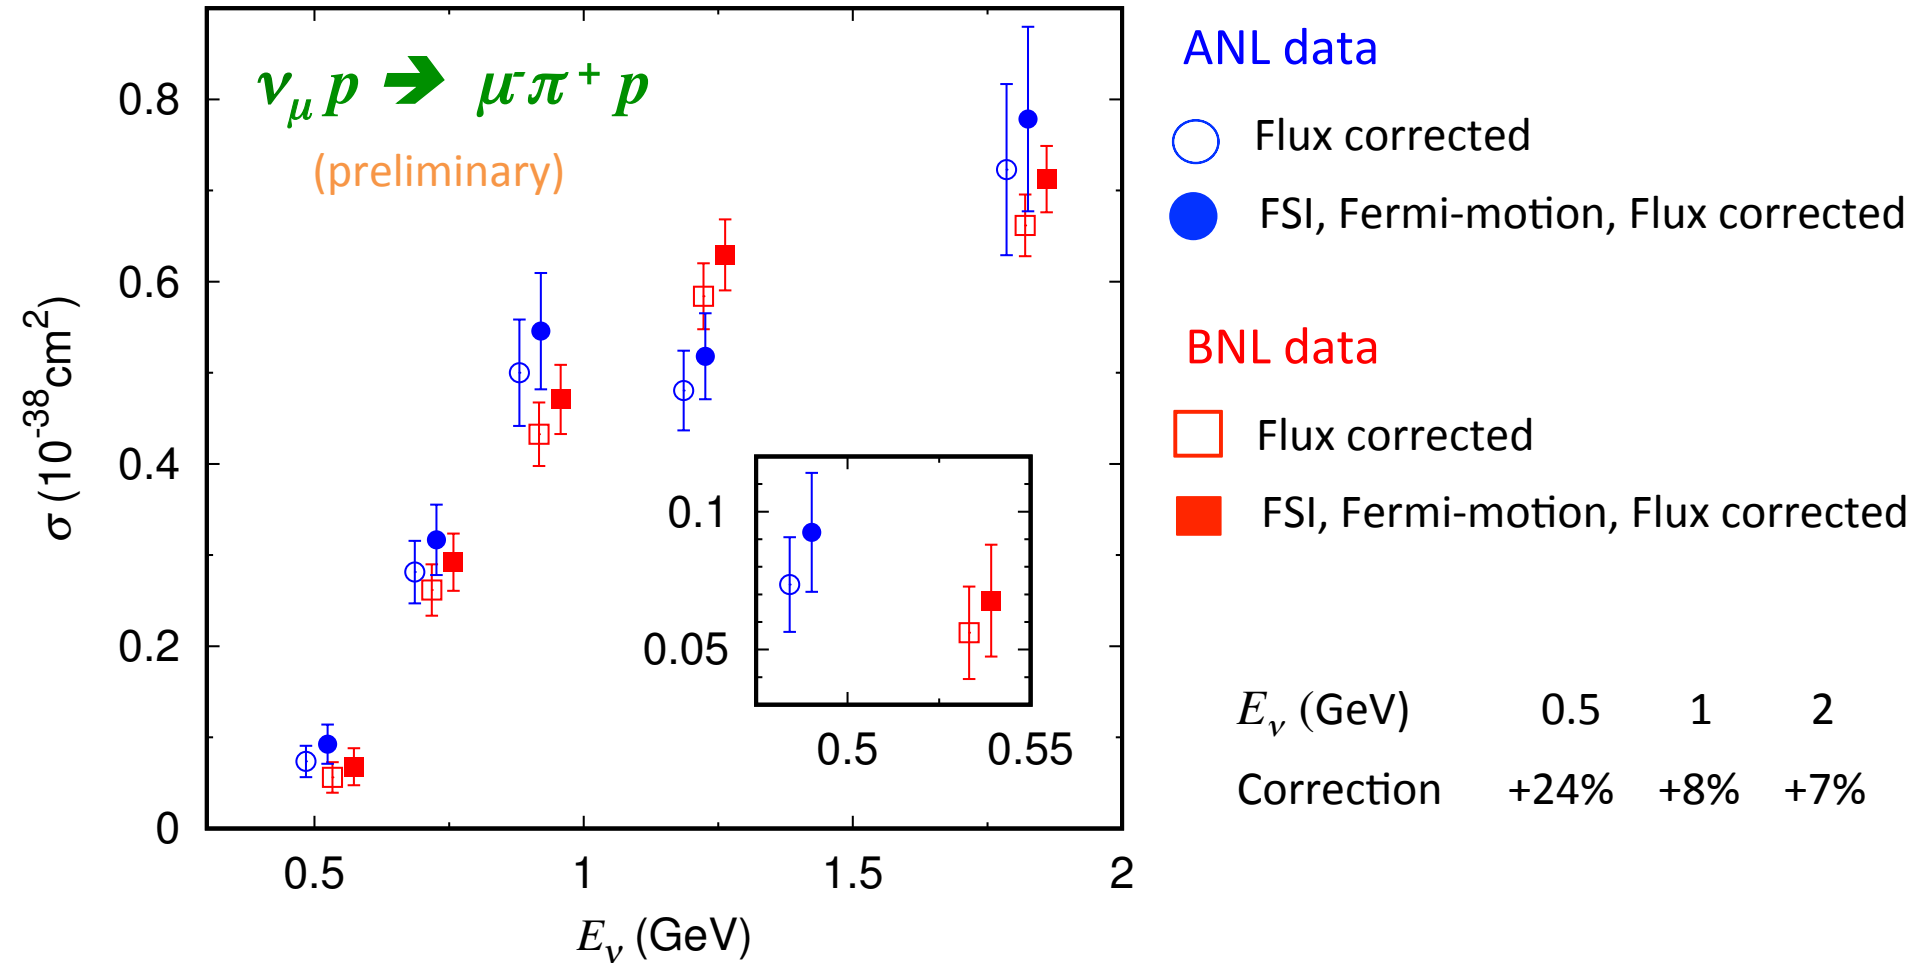 ν_μ p ➔ μ⁻π⁺ p
(preliminary)
σ (10⁻³⁸cm²)
0.8
0.6
0.4
0.2
0
0.5 1 1.5 2
E_ν (GeV)
0.1
0.05
0.5 0.55
ANL data
Flux corrected
FSI, Fermi-motion, Flux corrected
BNL data
Flux corrected
FSI, Fermi-motion, Flux corrected
E_ν (GeV) 0.5 1 2
Correction +24% +8% +7%